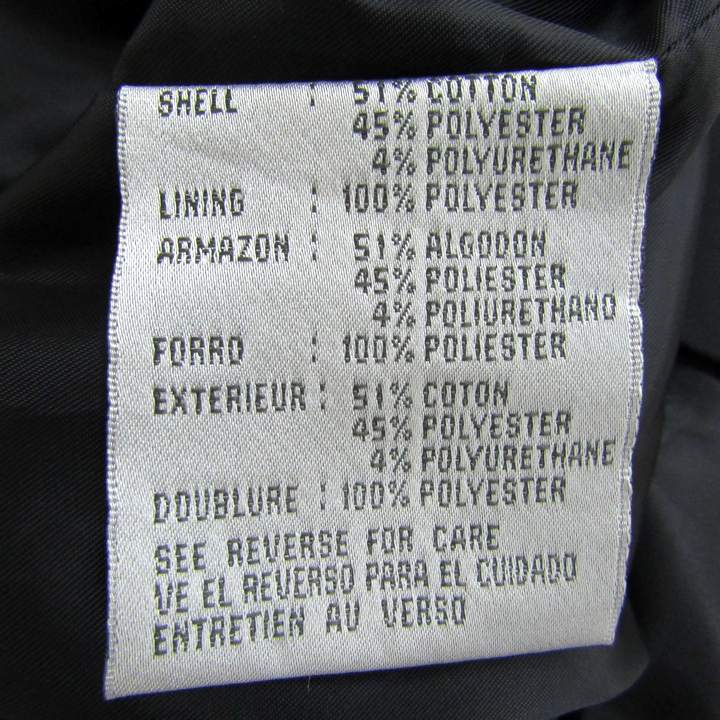 SHELL : 51% COTTON
45% POLYESTER
4% POLYURETHANE
LINING : 100% POLYESTER
ARMAZON : 51% ALGODON
45% POLIESTER
4% POLIURETHANO
FORRO : 100% POLIESTER
EXTERIEUR : 51% COTON
45% POLYESTER
4% POLYURETHANE
DOUBLURE : 100% POLYESTER
SEE REVERSE FOR CARE
VE EL REVERSO PARA EL CUIDADO
ENTRETIEN AU VERSO